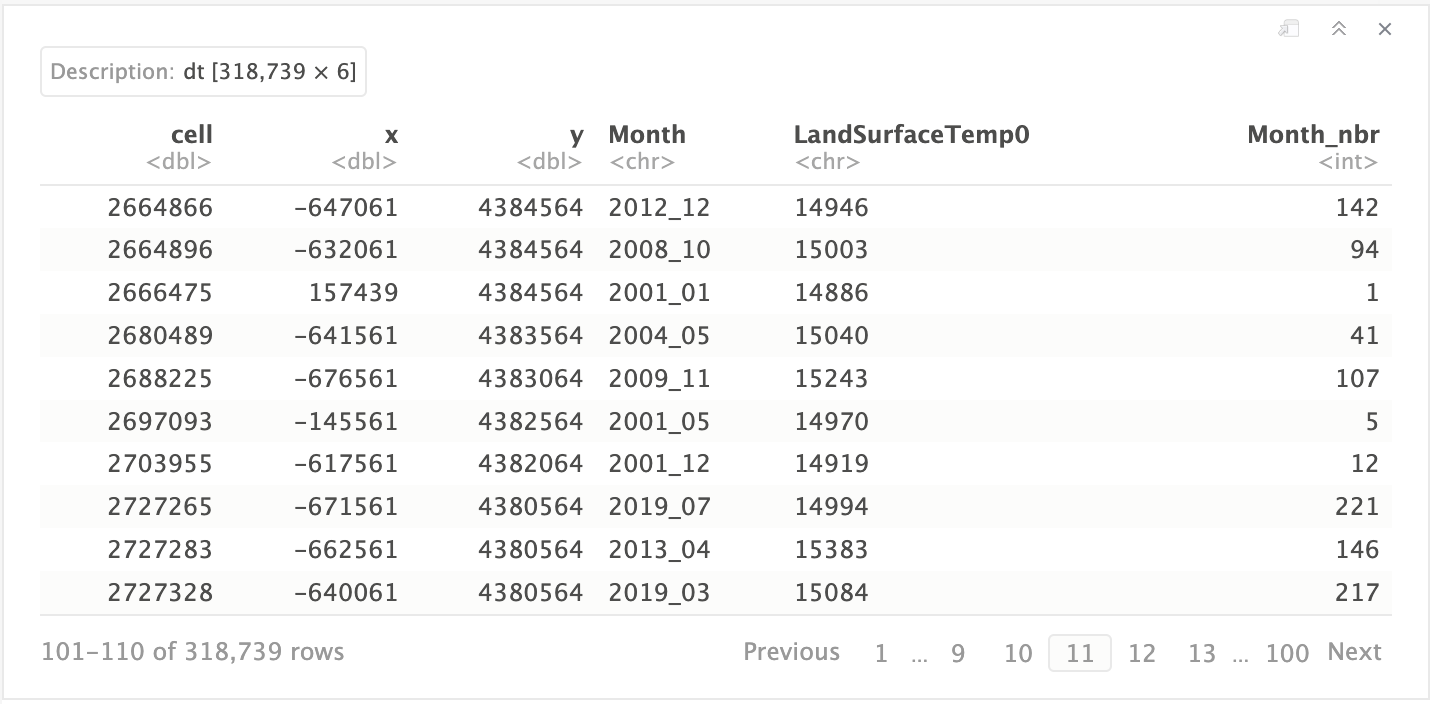 Description: dt [318,739 × 6]
cell x y Month LandSurfaceTemp0 Month_nbr
<dbl> <dbl> <dbl> <chr> <chr> <int>
2664866 -647061 4384564 2012_12 14946 142
2664896 -632061 4384564 2008_10 15003 94
2666475 157439 4384564 2001_01 14886 1
2680489 -641561 4383564 2004_05 15040 41
2688225 -676561 4383064 2009_11 15243 107
2697093 -145561 4382564 2001_05 14970 5
2703955 -617561 4382064 2001_12 14919 12
2727265 -671561 4380564 2019_07 14994 221
2727283 -662561 4380564 2013_04 15383 146
2727328 -640061 4380564 2019_03 15084 217
101–110 of 318,739 rows Previous 1 ... 9 10 11 12 13 ... 100 Next